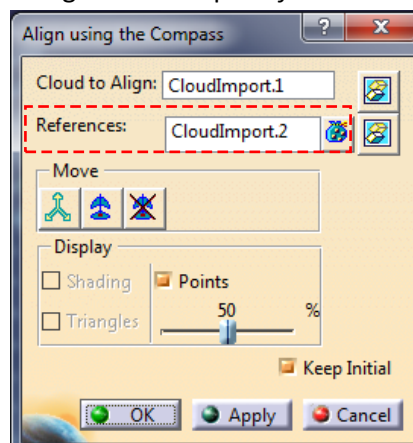 Align using the Compass
Cloud to Align: CloudImport.1
References: CloudImport.2
Move
Display
Shading Points
Triangles 50 %
Keep Initial
OK Apply Cancel